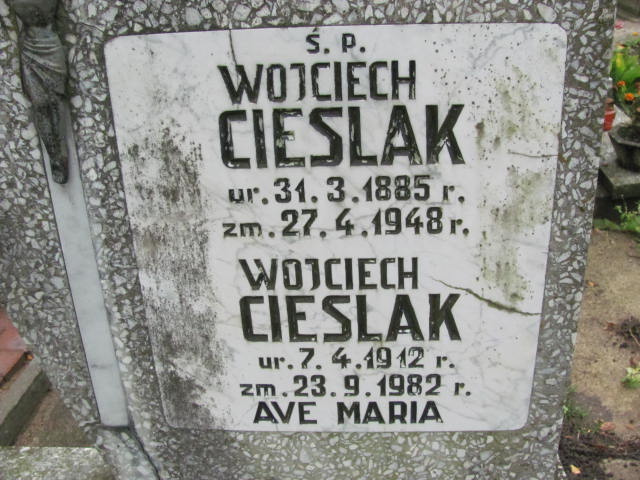 Ś. P.
WOJCIECH
CIESLAK
ur. 31. 3. 1885 r.
zm. 27. 4. 1948 r.
WOJCIECH
CIESLAK
ur. 7. 4. 1912 r.
zm. 23. 9. 1982 r.
AVE MARIA